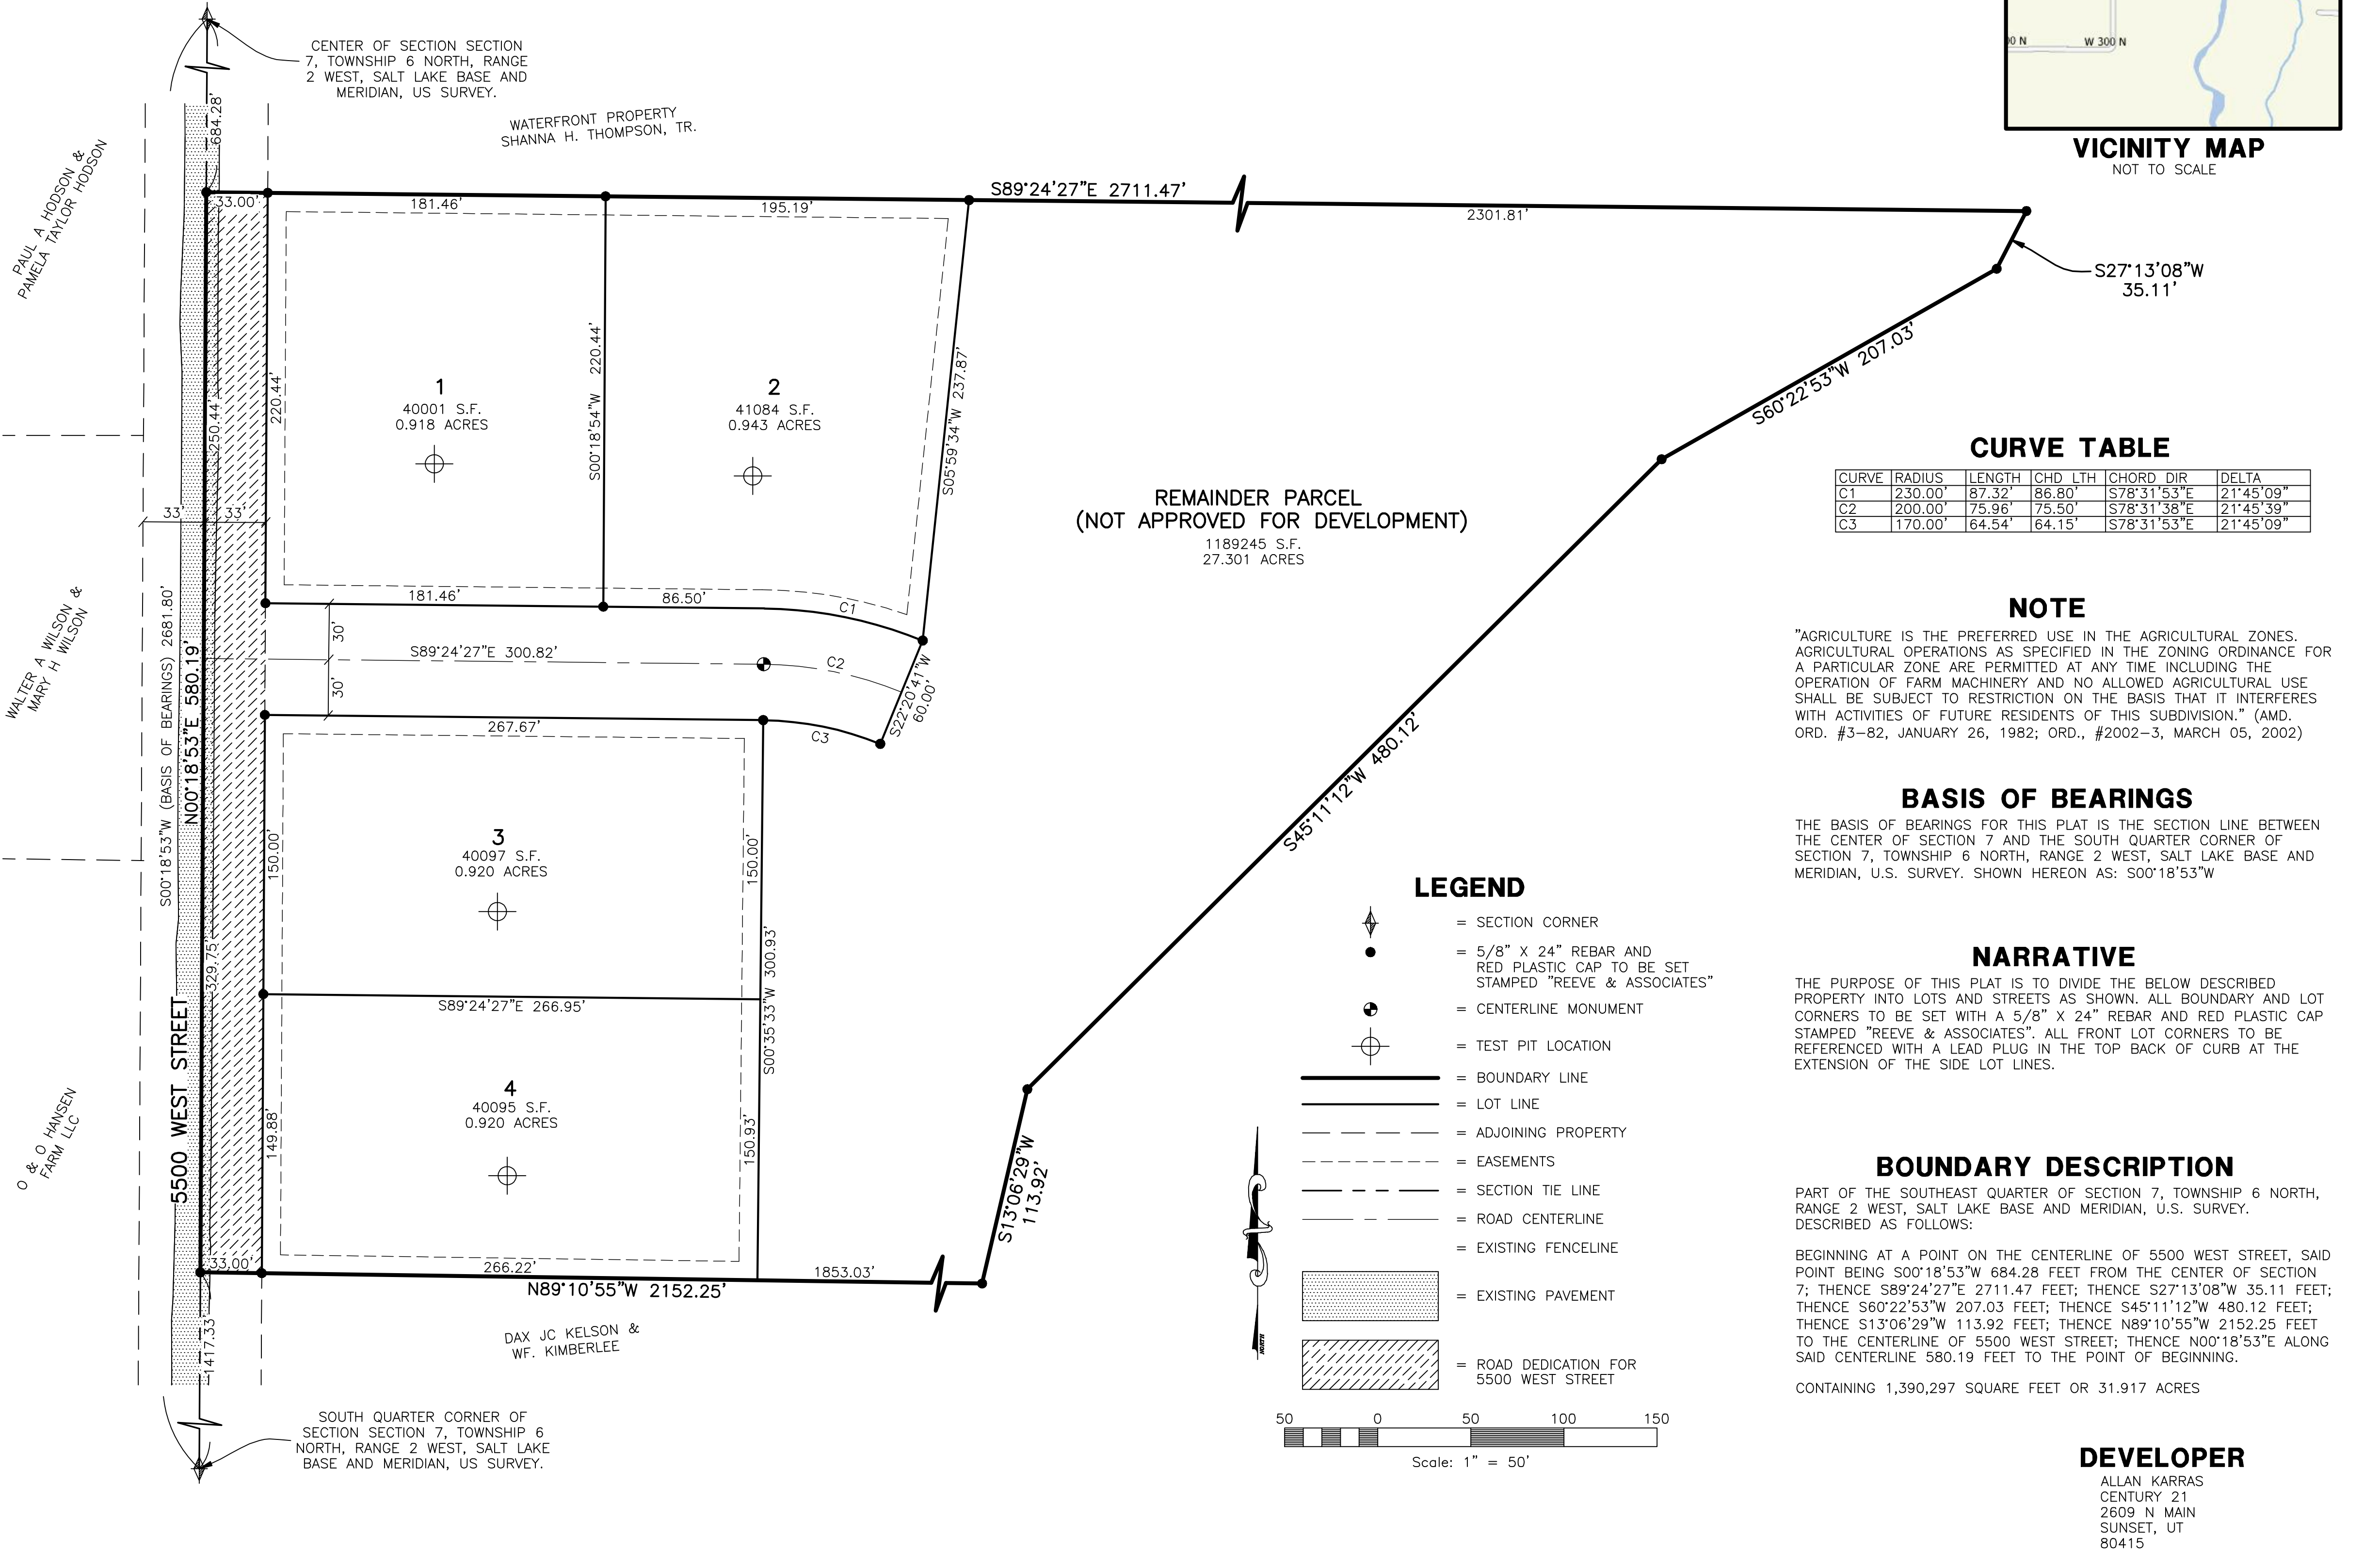 W 300 N
VICINITY MAP
NOT TO SCALE
CENTER OF SECTION SECTION
7, TOWNSHIP 6 NORTH, RANGE
2 WEST, SALT LAKE BASE AND
MERIDIAN, US SURVEY.
WATERFRONT PROPERTY
SHANNA H. THOMPSON, TR.
PAUL A HODSON &
PAMELA TAYLOR HODSON
684.28'
33.00'
181.46'
195.19'
S89°24'27"E 2711.47'
2301.81'
S27°13'08"W
35.11'
S60°22'53"W 207.03'
250.44'
220.44'
1
40001 S.F.
0.918 ACRES
S00°18'54"W 220.44'
2
41084 S.F.
0.943 ACRES
S05°59'34"W 237.87'
REMAINDER PARCEL
(NOT APPROVED FOR DEVELOPMENT)
1189245 S.F.
27.301 ACRES
33'
33'
181.46'
86.50'
C1
30'
S89°24'27"E 300.82'
C2
30'
S22°20'41"W
60.00'
267.67'
C3
WALTER A WILSON &
MARY H WILSON
S00°18'53"W (BASIS OF BEARINGS) 2681.80'
N00°18'53"E 580.19'
S45°11'12"W 480.12'
150.00'
3
40097 S.F.
0.920 ACRES
150.00'
329.75'
S89°24'27"E 266.95'
S00°35'33"W 300.93'
5500 WEST STREET
149.88'
4
40095 S.F.
0.920 ACRES
150.93'
O & O HANSEN
FARM LLC
S13°06'29"W
113.92'
33.00'
266.22'
1853.03'
N89°10'55"W 2152.25'
DAX JC KELSON &
WF. KIMBERLEE
1417.33'
SOUTH QUARTER CORNER OF
SECTION SECTION 7, TOWNSHIP 6
NORTH, RANGE 2 WEST, SALT LAKE
BASE AND MERIDIAN, US SURVEY.
LEGEND
= SECTION CORNER
= 5/8" X 24" REBAR AND
RED PLASTIC CAP TO BE SET
STAMPED "REEVE & ASSOCIATES"
= CENTERLINE MONUMENT
= TEST PIT LOCATION
= BOUNDARY LINE
= LOT LINE
= ADJOINING PROPERTY
= EASEMENTS
= SECTION TIE LINE
= ROAD CENTERLINE
= EXISTING FENCELINE
= EXISTING PAVEMENT
= ROAD DEDICATION FOR
5500 WEST STREET
NORTH
50 0 50 100 150
Scale: 1" = 50'
CURVE TABLE
CURVE RADIUS LENGTH CHD LTH CHORD DIR DELTA
C1 230.00' 87.32' 86.80' S78°31'53"E 21°45'09"
C2 200.00' 75.96' 75.50' S78°31'38"E 21°45'39"
C3 170.00' 64.54' 64.15' S78°31'53"E 21°45'09"
NOTE
"AGRICULTURE IS THE PREFERRED USE IN THE AGRICULTURAL ZONES.
AGRICULTURAL OPERATIONS AS SPECIFIED IN THE ZONING ORDINANCE FOR
A PARTICULAR ZONE ARE PERMITTED AT ANY TIME INCLUDING THE
OPERATION OF FARM MACHINERY AND NO ALLOWED AGRICULTURAL USE
SHALL BE SUBJECT TO RESTRICTION ON THE BASIS THAT IT INTERFERES
WITH ACTIVITIES OF FUTURE RESIDENTS OF THIS SUBDIVISION." (AMD.
ORD. #3-82, JANUARY 26, 1982; ORD., #2002-3, MARCH 05, 2002)
BASIS OF BEARINGS
THE BASIS OF BEARINGS FOR THIS PLAT IS THE SECTION LINE BETWEEN
THE CENTER OF SECTION 7 AND THE SOUTH QUARTER CORNER OF
SECTION 7, TOWNSHIP 6 NORTH, RANGE 2 WEST, SALT LAKE BASE AND
MERIDIAN, U.S. SURVEY. SHOWN HEREON AS: S00°18'53"W
NARRATIVE
THE PURPOSE OF THIS PLAT IS TO DIVIDE THE BELOW DESCRIBED
PROPERTY INTO LOTS AND STREETS AS SHOWN. ALL BOUNDARY AND LOT
CORNERS TO BE SET WITH A 5/8" X 24" REBAR AND RED PLASTIC CAP
STAMPED "REEVE & ASSOCIATES". ALL FRONT LOT CORNERS TO BE
REFERENCED WITH A LEAD PLUG IN THE TOP BACK OF CURB AT THE
EXTENSION OF THE SIDE LOT LINES.
BOUNDARY DESCRIPTION
PART OF THE SOUTHEAST QUARTER OF SECTION 7, TOWNSHIP 6 NORTH,
RANGE 2 WEST, SALT LAKE BASE AND MERIDIAN, U.S. SURVEY.
DESCRIBED AS FOLLOWS:
BEGINNING AT A POINT ON THE CENTERLINE OF 5500 WEST STREET, SAID
POINT BEING S00°18'53"W 684.28 FEET FROM THE CENTER OF SECTION
7; THENCE S89°24'27"E 2711.47 FEET; THENCE S27°13'08"W 35.11 FEET;
THENCE S60°22'53"W 207.03 FEET; THENCE S45°11'12"W 480.12 FEET;
THENCE S13°06'29"W 113.92 FEET; THENCE N89°10'55"W 2152.25 FEET
TO THE CENTERLINE OF 5500 WEST STREET; THENCE N00°18'53"E ALONG
SAID CENTERLINE 580.19 FEET TO THE POINT OF BEGINNING.
CONTAINING 1,390,297 SQUARE FEET OR 31.917 ACRES
DEVELOPER
ALLAN KARRAS
CENTURY 21
2609 N MAIN
SUNSET, UT
80415